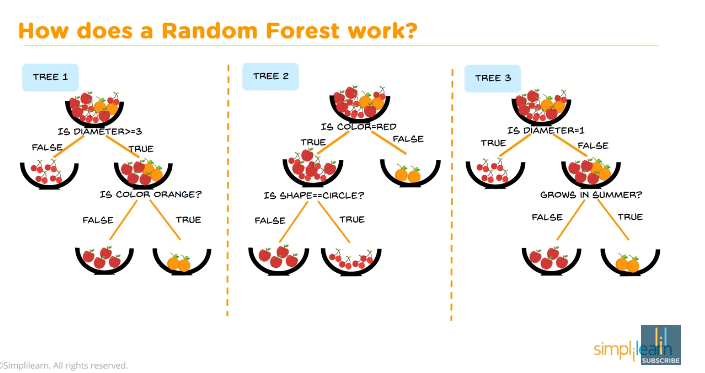 How does a Random Forest work?
TREE 1
TREE 2
TREE 3
IS DIAMETER>=3
FALSE
TRUE
IS COLOR ORANGE?
FALSE
TRUE
IS COLOR=RED
TRUE
FALSE
IS SHAPE==CIRCLE?
FALSE
TRUE
IS DIAMETER=1
TRUE
FALSE
GROWS IN SUMMER?
FALSE
TRUE
simplilearn
SUBSCRIBE
©Simplilearn. All rights reserved.